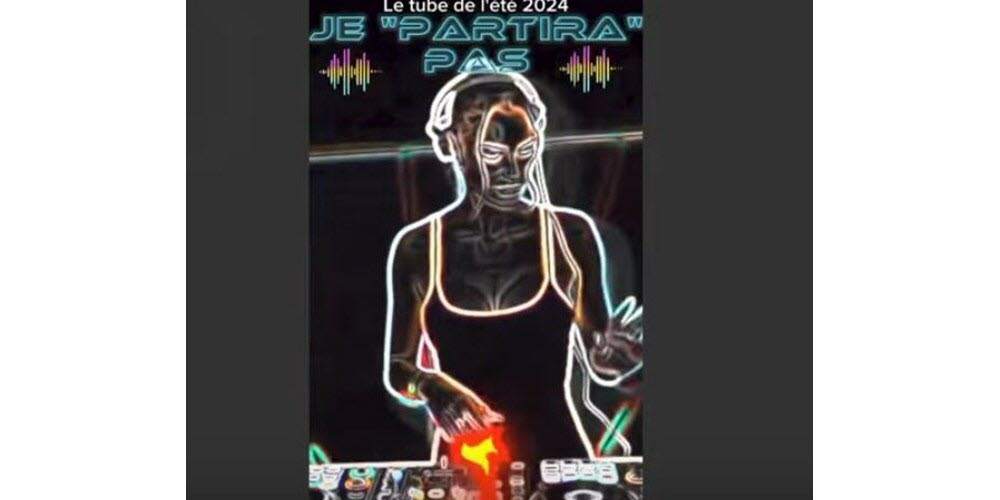 Le tube de l'été 2024
JE "PARTIRA"
PAS